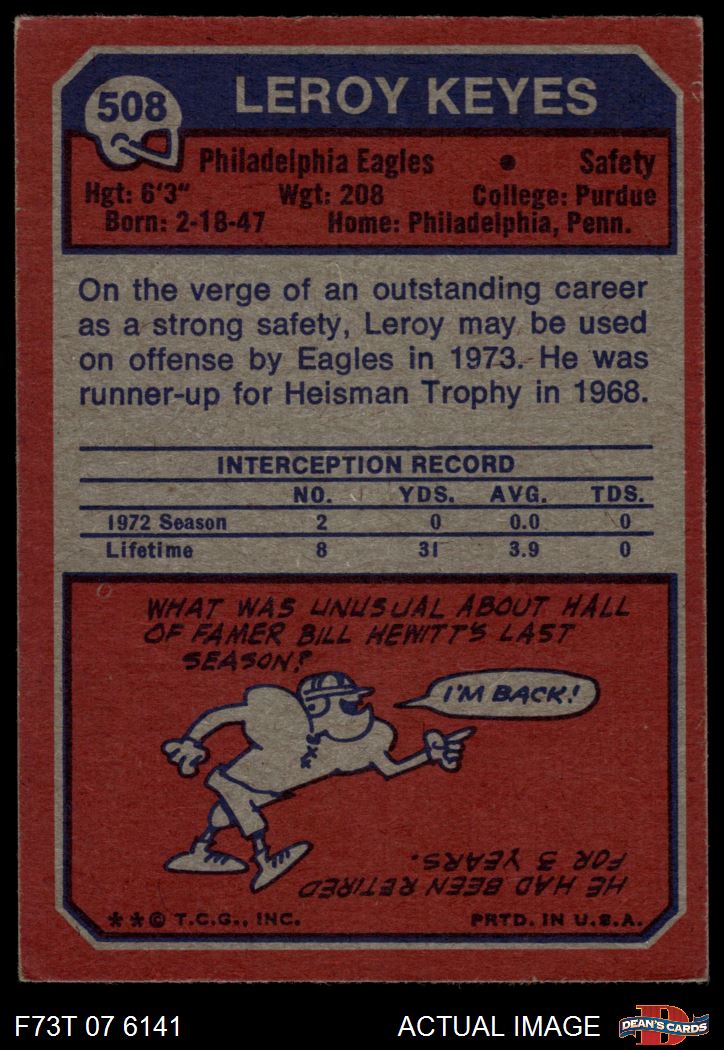 508
LEROY KEYES
Philadelphia Eagles • Safety
Hgt: 6'3" Wgt: 208 College: Purdue
Born: 2-18-47 Home: Philadelphia, Penn.
On the verge of an outstanding career
as a strong safety, Leroy may be used
on offense by Eagles in 1973. He was
runner-up for Heisman Trophy in 1968.
INTERCEPTION RECORD
NO. YDS. AVG. TDS.
1972 Season 2 0 0.0 0
Lifetime 8 31 3.9 0
WHAT WAS UNUSUAL ABOUT HALL
OF FAMER BILL HEWITT'S LAST
SEASON?
I'M BACK!
HE HAD BEEN RETIRED
FOR 3 YEARS.
**© T.C.G., INC. PRTD. IN U.S.A.
F73T 07 6141 ACTUAL IMAGE
D
DEAN'S CARDS